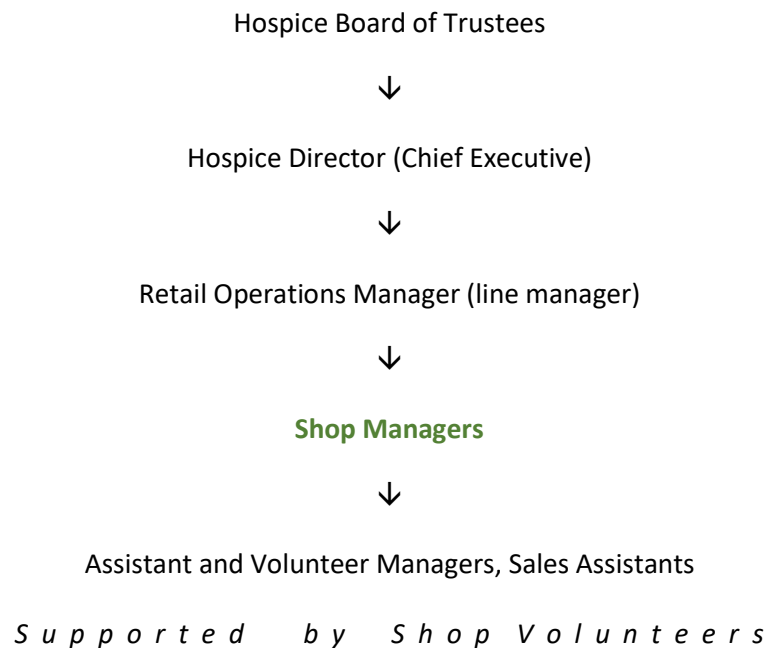 Hospice Board of Trustees
↓
Hospice Director (Chief Executive)
↓
Retail Operations Manager (line manager)
↓
Shop Managers
↓
Assistant and Volunteer Managers, Sales Assistants
Supported by Shop Volunteers